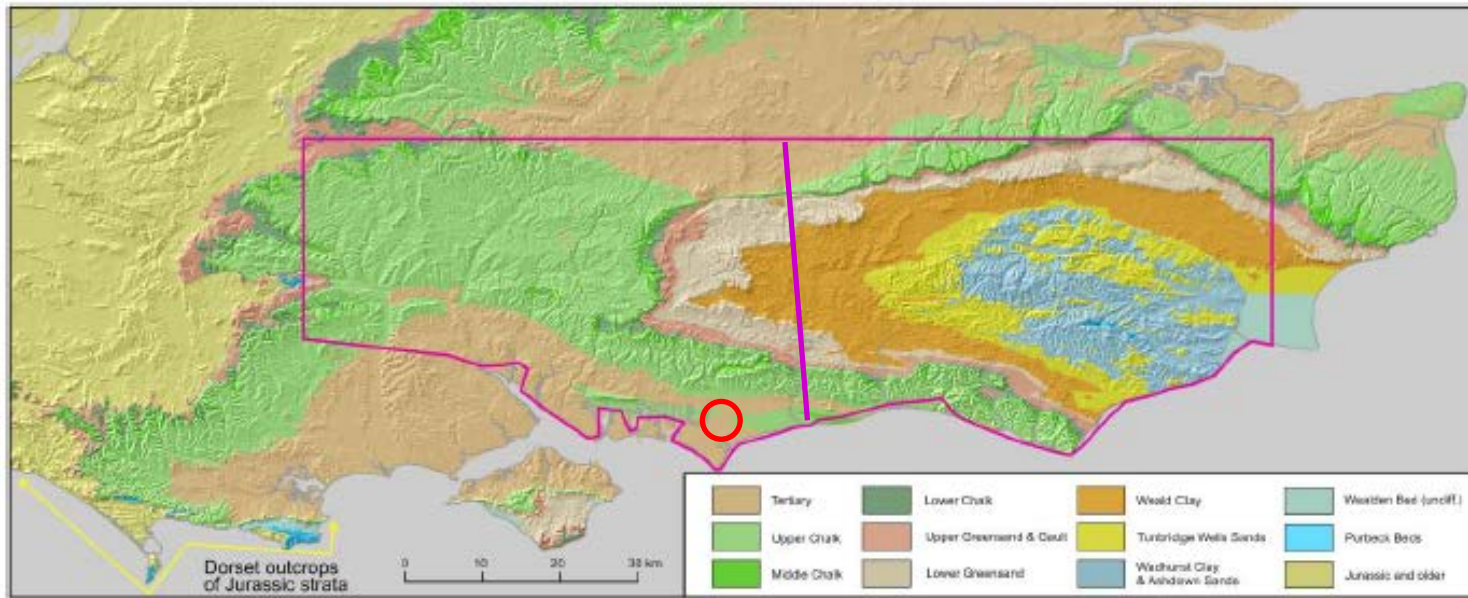 Dorset outcrops
of Jurassic strata
0 10 20 30 km
Tertiary
Upper Chalk
Middle Chalk
Lower Chalk
Upper Greensand & Gault
Lower Greensand
Weald Clay
Tunbridge Wells Sands
Wadhurst Clay
& Ashdown Sands
Wealden Bed (undiff.)
Purbeck Beds
Jurassic and older